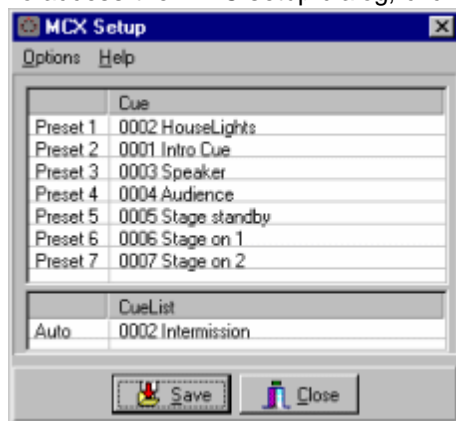 MCX Setup
Options Help
Cue
Preset 1 0002 HouseLights
Preset 2 0001 Intro Cue
Preset 3 0003 Speaker
Preset 4 0004 Audience
Preset 5 0005 Stage standby
Preset 6 0006 Stage on 1
Preset 7 0007 Stage on 2
CueList
Auto 0002 Intermission
Save Close